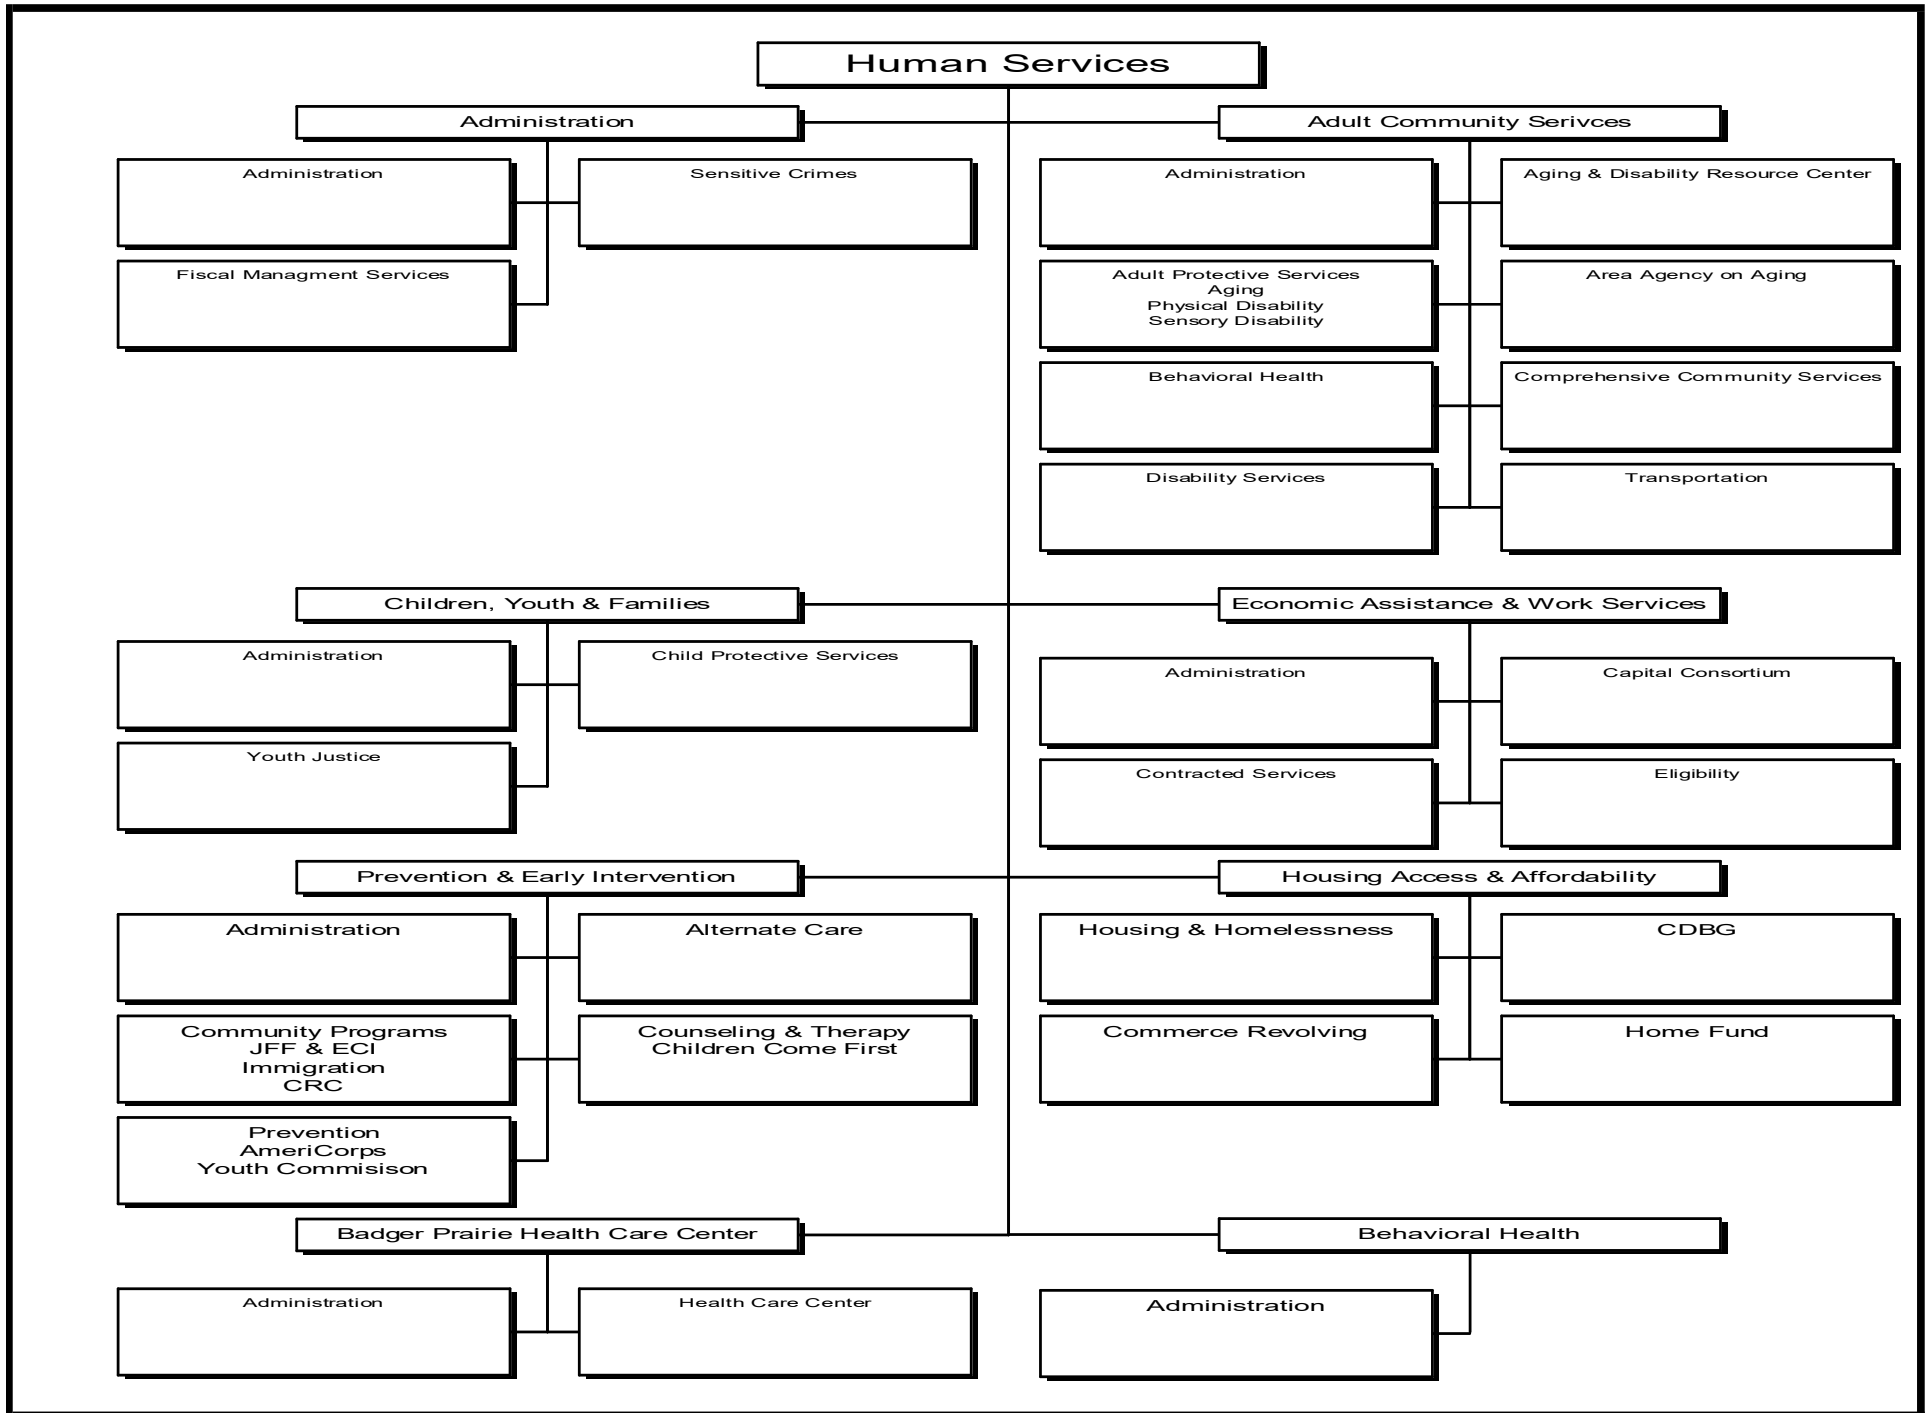 Human Services
Administration
Adult Community Serivces
Administration
Sensitive Crimes
Administration
Aging & Disability Resource Center
Fiscal Managment Services
Adult Protective Services
Aging
Physical Disability
Sensory Disability
Area Agency on Aging
Behavioral Health
Comprehensive Community Services
Disability Services
Transportation
Children, Youth & Families
Economic Assistance & Work Services
Administration
Child Protective Services
Administration
Capital Consortium
Youth Justice
Contracted Services
Eligibility
Prevention & Early Intervention
Housing Access & Affordability
Administration
Alternate Care
Housing & Homelessness
CDBG
Community Programs
JFF & ECI
Immigration
CRC
Counseling & Therapy
Children Come First
Commerce Revolving
Home Fund
Prevention
AmeriCorps
Youth Commisison
Badger Prairie Health Care Center
Behavioral Health
Administration
Health Care Center
Administration